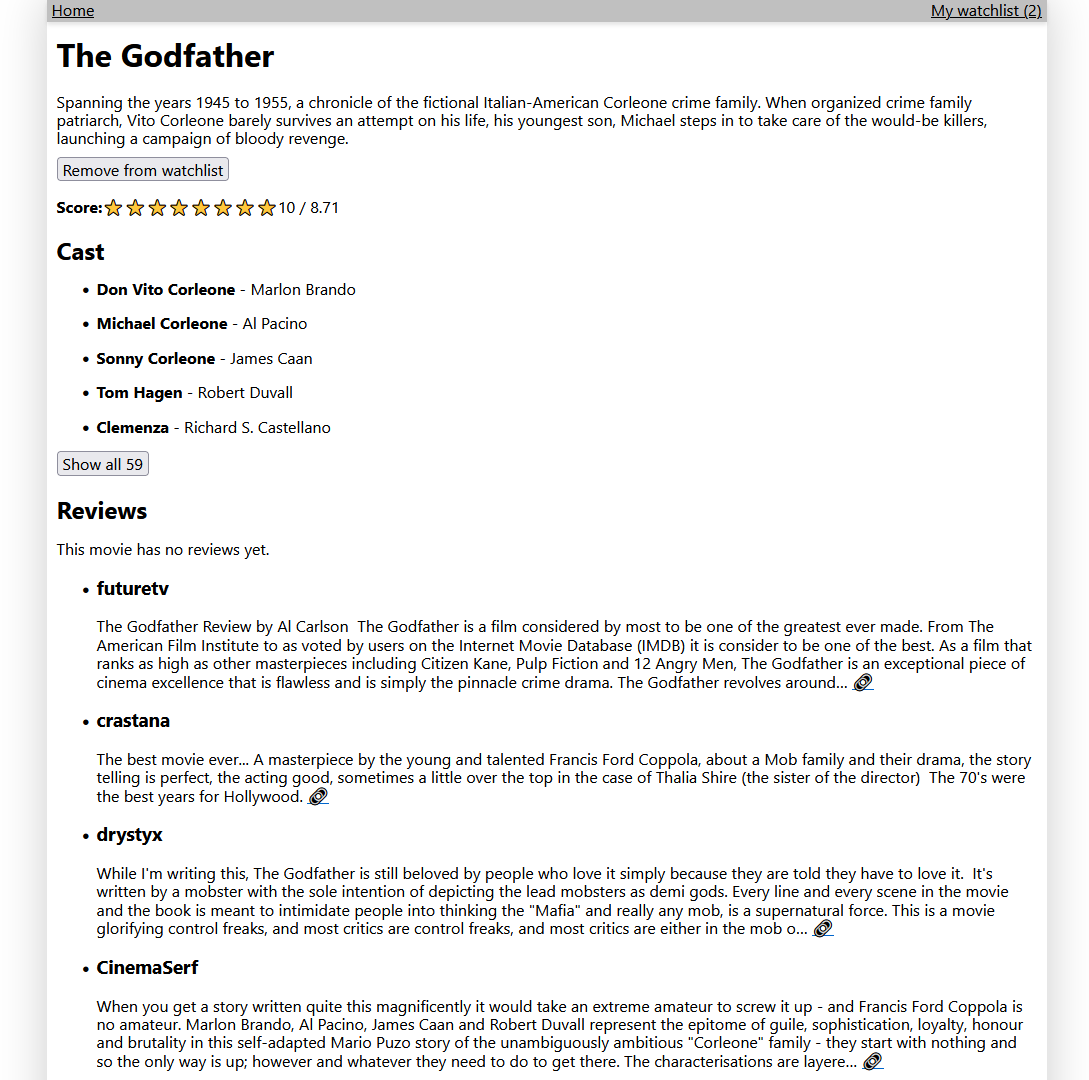 Home
My watchlist (2)
The Godfather
Spanning the years 1945 to 1955, a chronicle of the fictional Italian-American Corleone crime family. When organized crime family
patriarch, Vito Corleone barely survives an attempt on his life, his youngest son, Michael steps in to take care of the would-be killers,
launching a campaign of bloody revenge.
Remove from watchlist
Score:⭐⭐⭐⭐⭐⭐⭐⭐10 / 8.71
Cast
• Don Vito Corleone - Marlon Brando
• Michael Corleone - Al Pacino
• Sonny Corleone - James Caan
• Tom Hagen - Robert Duvall
• Clemenza - Richard S. Castellano
Show all 59
Reviews
This movie has no reviews yet.
• futuretv
The Godfather Review by Al Carlson  The Godfather is a film considered by most to be one of the greatest ever made. From The
American Film Institute to as voted by users on the Internet Movie Database (IMDB) it is consider to be one of the best. As a film that
ranks as high as other masterpieces including Citizen Kane, Pulp Fiction and 12 Angry Men, The Godfather is an exceptional piece of
cinema excellence that is flawless and is simply the pinnacle crime drama. The Godfather revolves around...
• crastana
The best movie ever... A masterpiece by the young and talented Francis Ford Coppola, about a Mob family and their drama, the story
telling is perfect, the acting good, sometimes a little over the top in the case of Thalia Shire (the sister of the director)  The 70's were
the best years for Hollywood.
• drystyx
While I'm writing this, The Godfather is still beloved by people who love it simply because they are told they have to love it.  It's
written by a mobster with the sole intention of depicting the lead mobsters as demi gods. Every line and every scene in the movie
and the book is meant to intimidate people into thinking the "Mafia" and really any mob, is a supernatural force. This is a movie
glorifying control freaks, and most critics are control freaks, and most critics are either in the mob o...
• CinemaSerf
When you get a story written quite this magnificently it would take an extreme amateur to screw it up - and Francis Ford Coppola is
no amateur. Marlon Brando, Al Pacino, James Caan and Robert Duvall represent the epitome of guile, sophistication, loyalty, honour
and brutality in this self-adapted Mario Puzo story of the unambiguously ambitious "Corleone" family - they start with nothing and
so the only way is up; however and whatever they need to do to get there. The characterisations are layere...